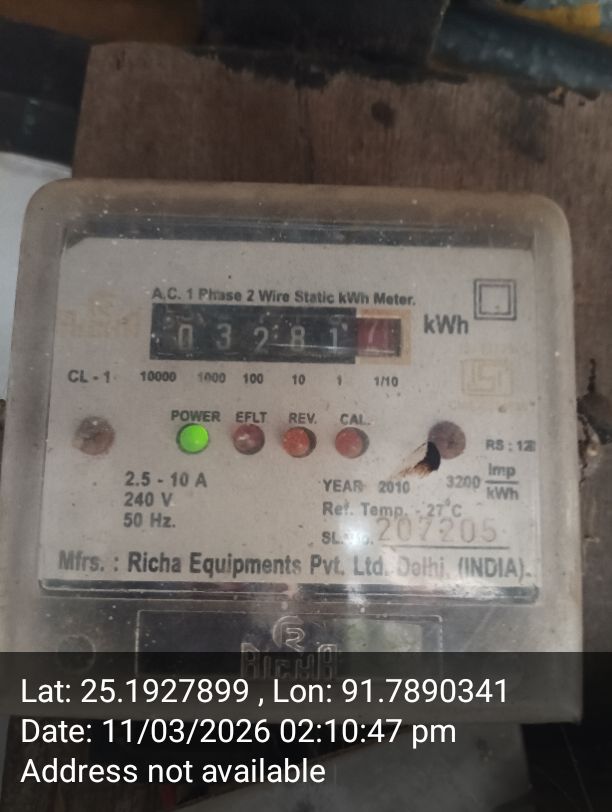 A.C. 1 Phase 2 Wire Static kWh Meter.
0 3 2 8 1 7 kWh
CL - 1 10000 1000 100 10 1 1/10
POWER EFLT REV. CAL.
2.5 - 10 A
240 V
50 Hz.
RS : 12
YEAR 2010 3200 Imp/kWh
Ref. Temp. - 27°C
SL. No. 207205
Mfrs. : Richa Equipments Pvt. Ltd. Delhi. (INDIA).
RICHA
Lat: 25.1927899 , Lon: 91.7890341
Date: 11/03/2026 02:10:47 pm
Address not available